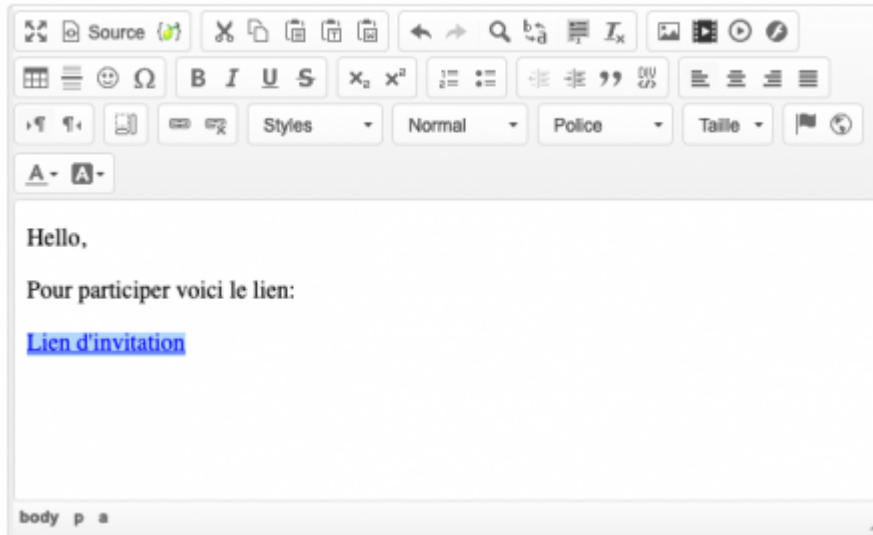 Source
B I U S
Styles Normal Police Taille
A A
Hello,
Pour participer voici le lien:
Lien d'invitation
body p a